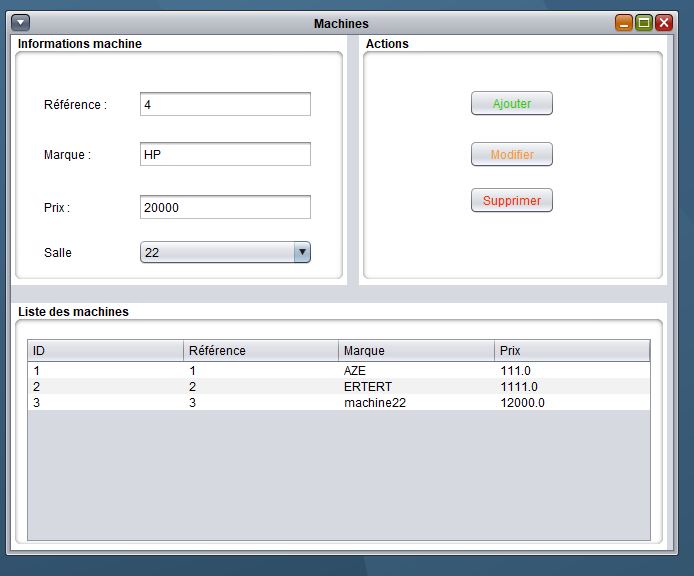 Machines
Informations machine
Référence : 4
Marque : HP
Prix : 20000
Salle 22
Actions
Ajouter
Modifier
Supprimer
Liste des machines
ID Référence Marque Prix
1 1 AZE 111.0
2 2 ERTERT 1111.0
3 3 machine22 12000.0